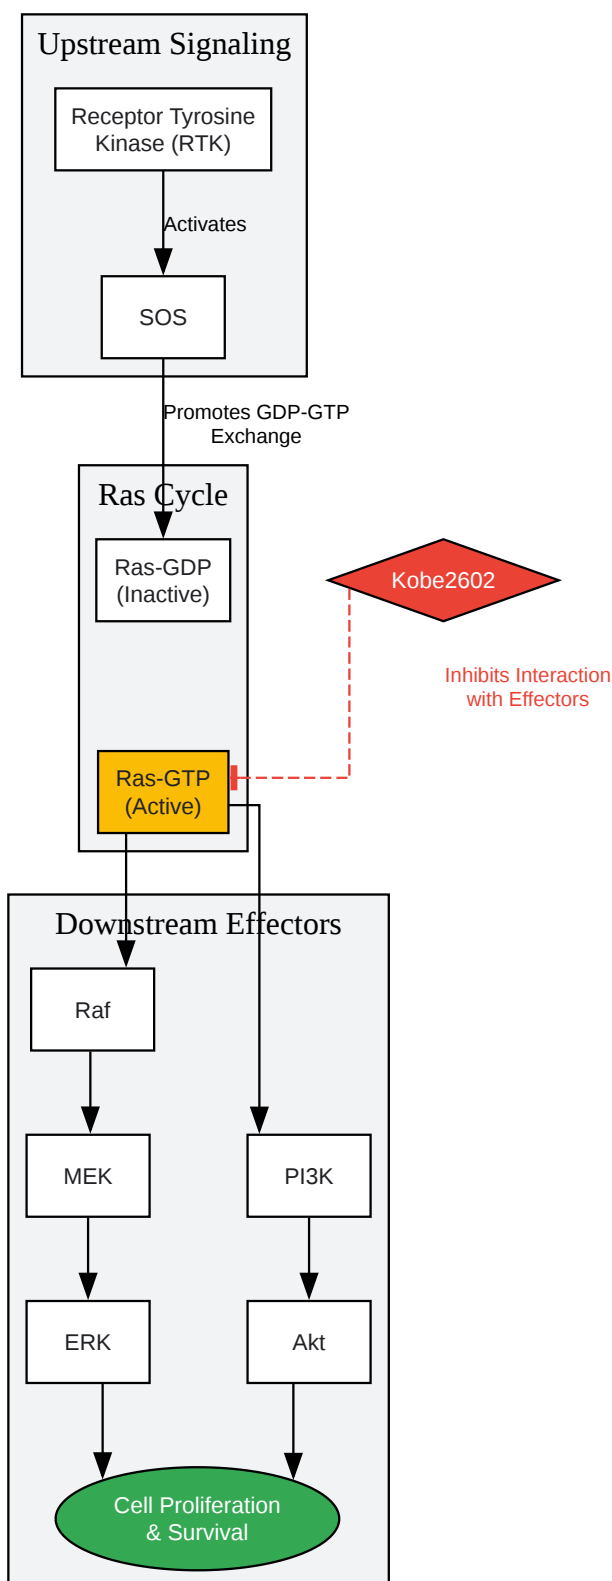 Upstream Signaling
Receptor Tyrosine
Kinase (RTK)
Activates
SOS
Promotes GDP-GTP
Exchange
Ras Cycle
Ras-GDP
(Inactive)
Kobe2602
Inhibits Interaction
with Effectors
Ras-GTP
(Active)
Downstream Effectors
Raf
MEK
PI3K
ERK
Akt
Cell Proliferation
& Survival